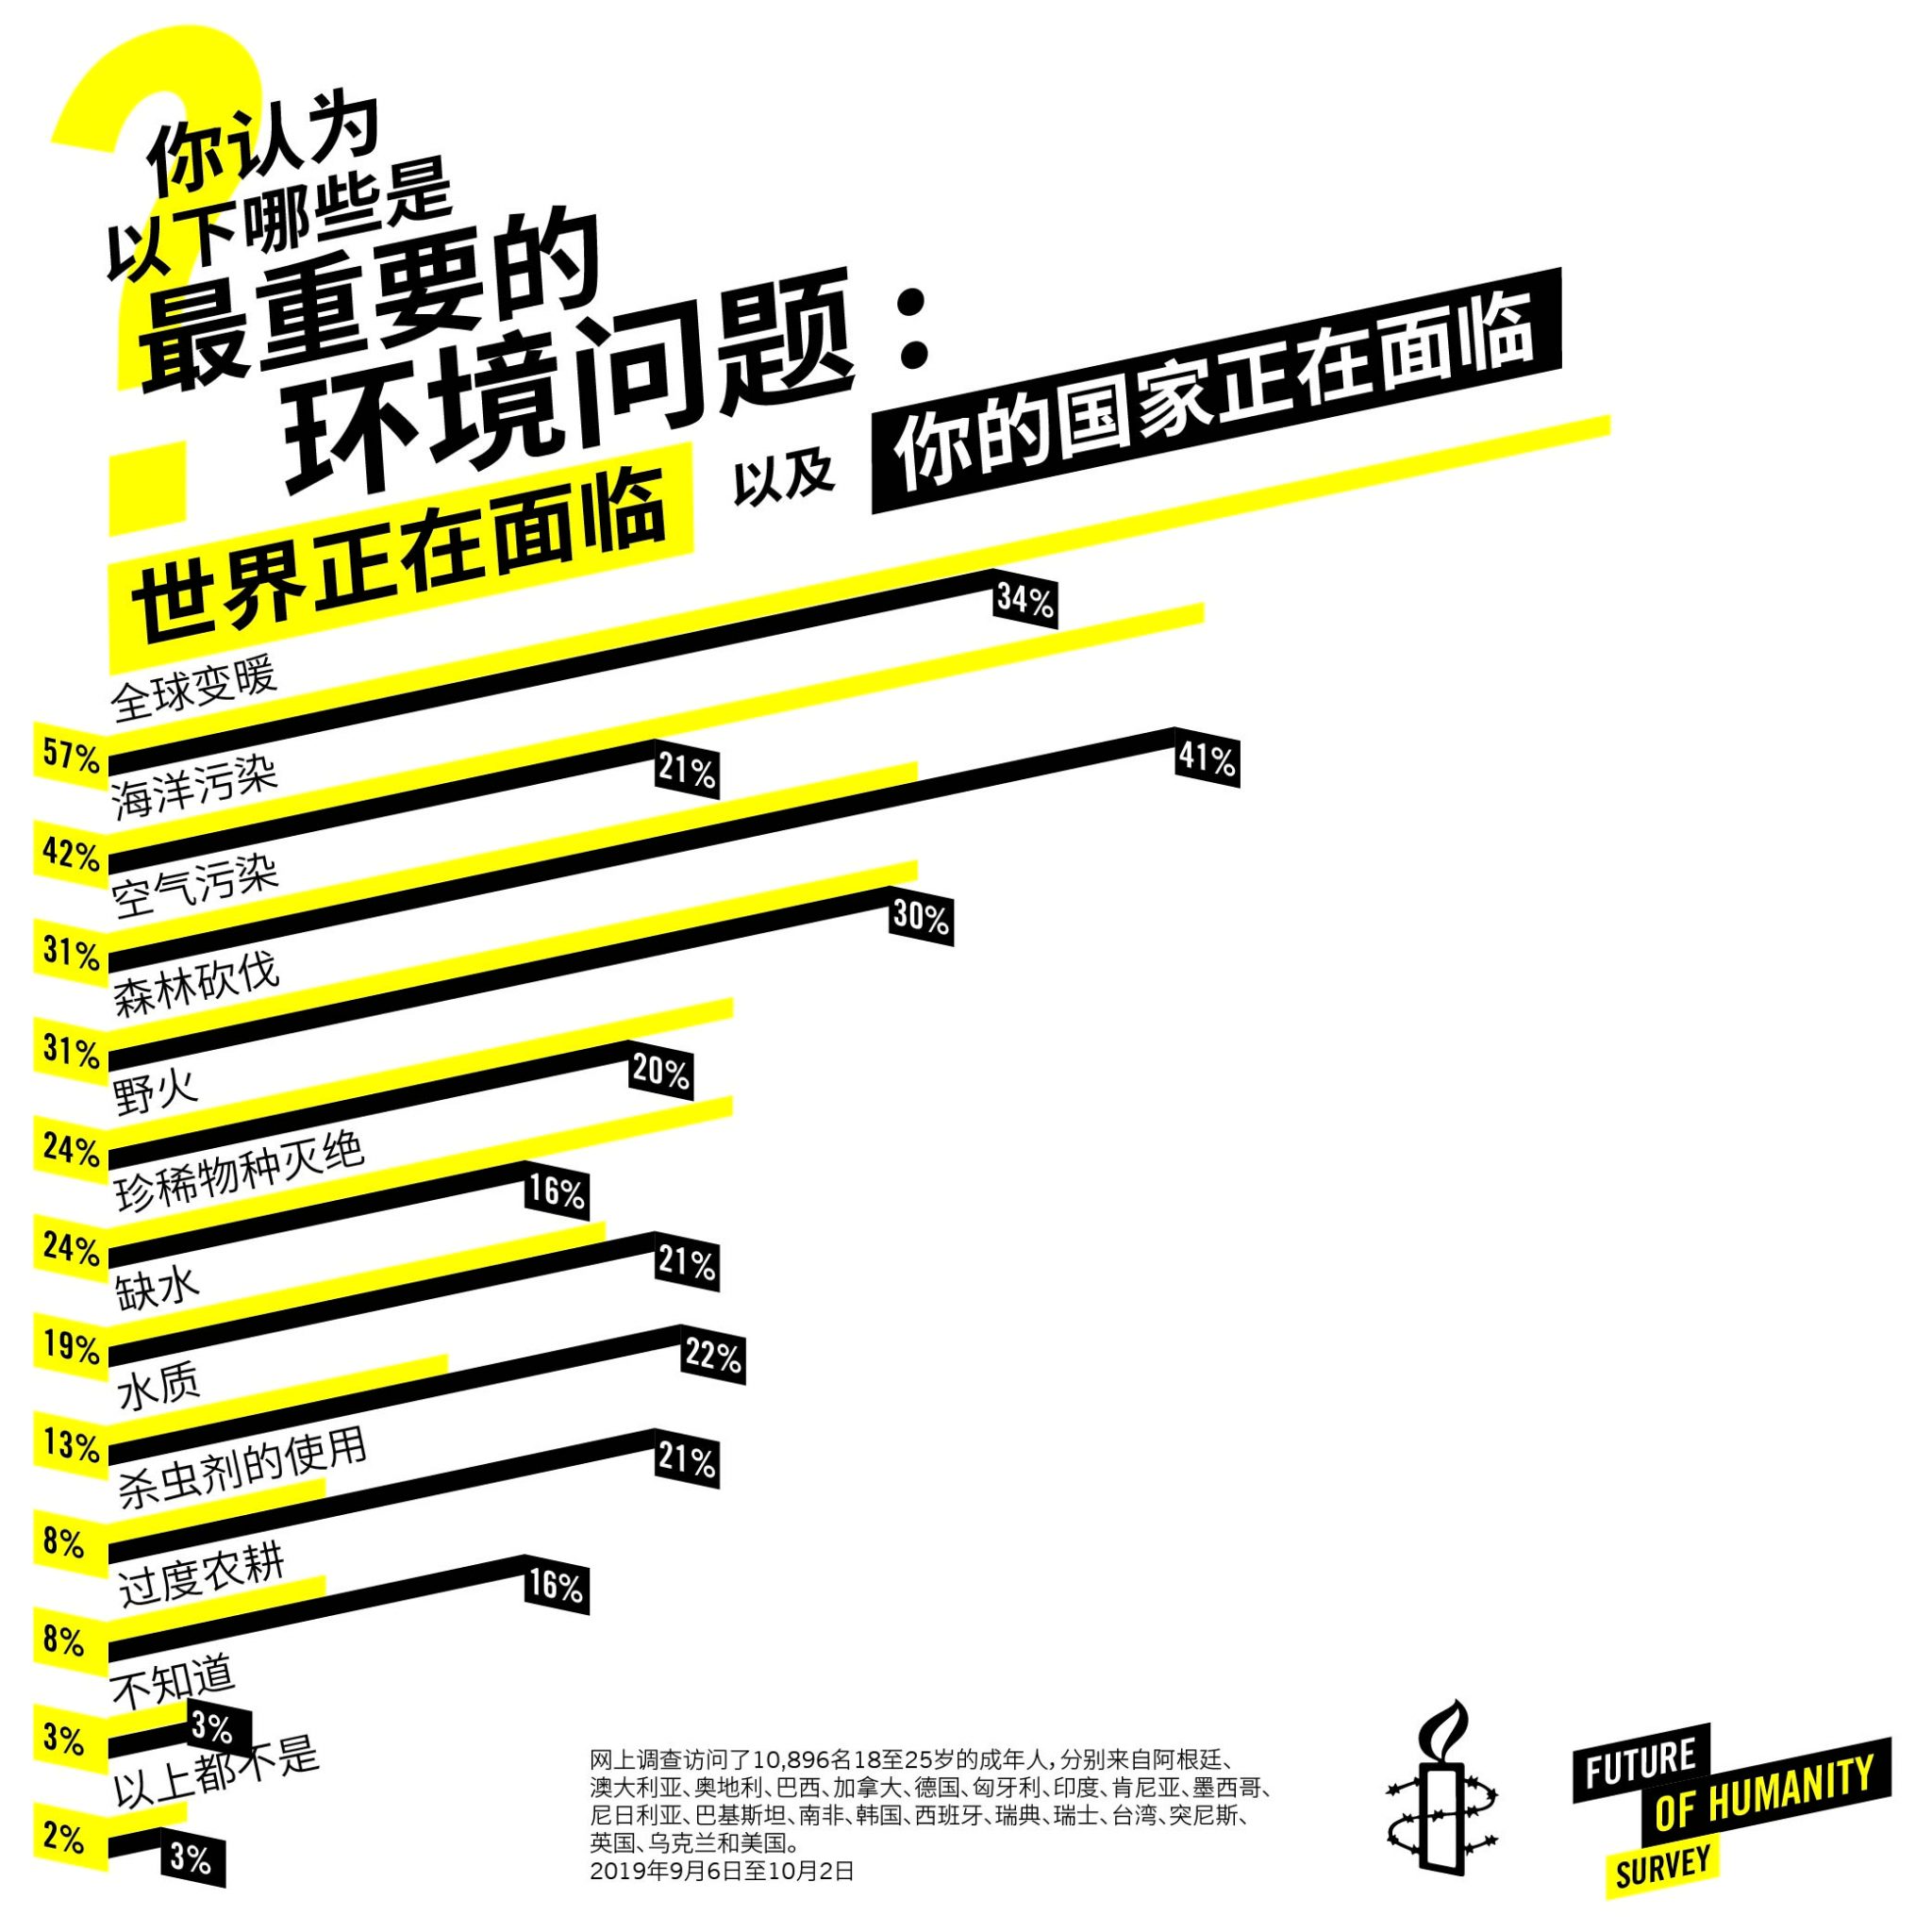 你认为
以下哪些是
最重要的
环境问题：
世界正在面临 以及 你的国家正在面临
全球变暖
57% 34%
海洋污染
42% 21%
空气污染
31% 41%
森林砍伐
31% 30%
野火
24% 20%
珍稀物种灭绝
24% 16%
缺水
19% 21%
水质
13% 22%
杀虫剂的使用
8% 21%
过度农耕
8% 16%
不知道
3% 3%
以上都不是
2% 3%
网上调查访问了10,896名18至25岁的成年人，分别来自阿根廷、
澳大利亚、奥地利、巴西、加拿大、德国、匈牙利、印度、肯尼亚、墨西哥、
尼日利亚、巴基斯坦、南非、韩国、西班牙、瑞典、瑞士、台湾、突尼斯、
英国、乌克兰和美国。
2019年9月6日至10月2日
FUTURE
OF HUMANITY
SURVEY